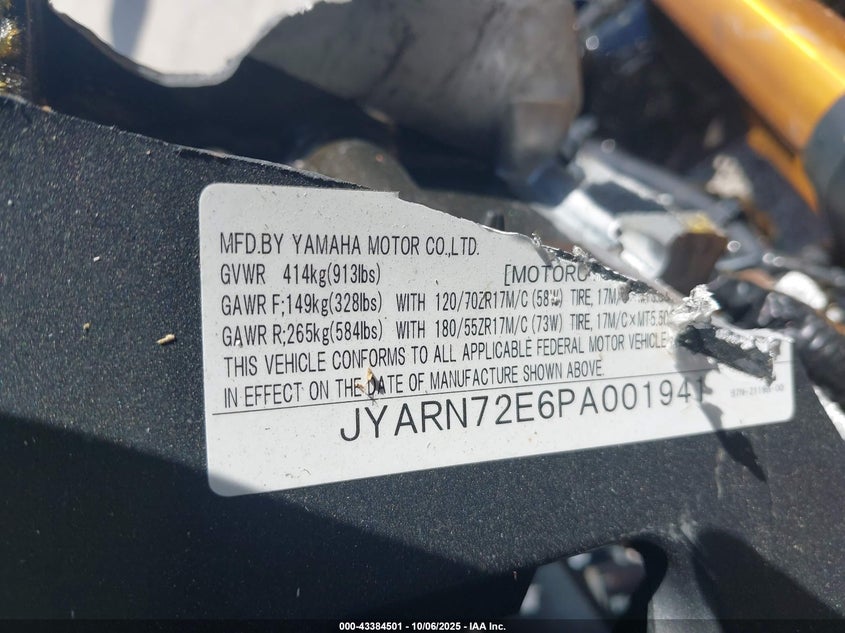 MFD.BY YAMAHA MOTOR CO.,LTD.
GVWR 414kg(913lbs) [MOTORC
GAWR F;149kg(328lbs) WITH 120/70ZR17M/C (58W) TIRE, 17M/C
GAWR R;265kg(584lbs) WITH 180/55ZR17M/C (73W) TIRE, 17M/C×MT5.50
THIS VEHICLE CONFORMS TO ALL APPLICABLE FEDERAL MOTOR VEHICLE
IN EFFECT ON THE DATE OF MANUFACTURE SHOWN ABOVE.
JYARN72E6PA001941
000-43384501 - 10/06/2025 - IAA Inc.